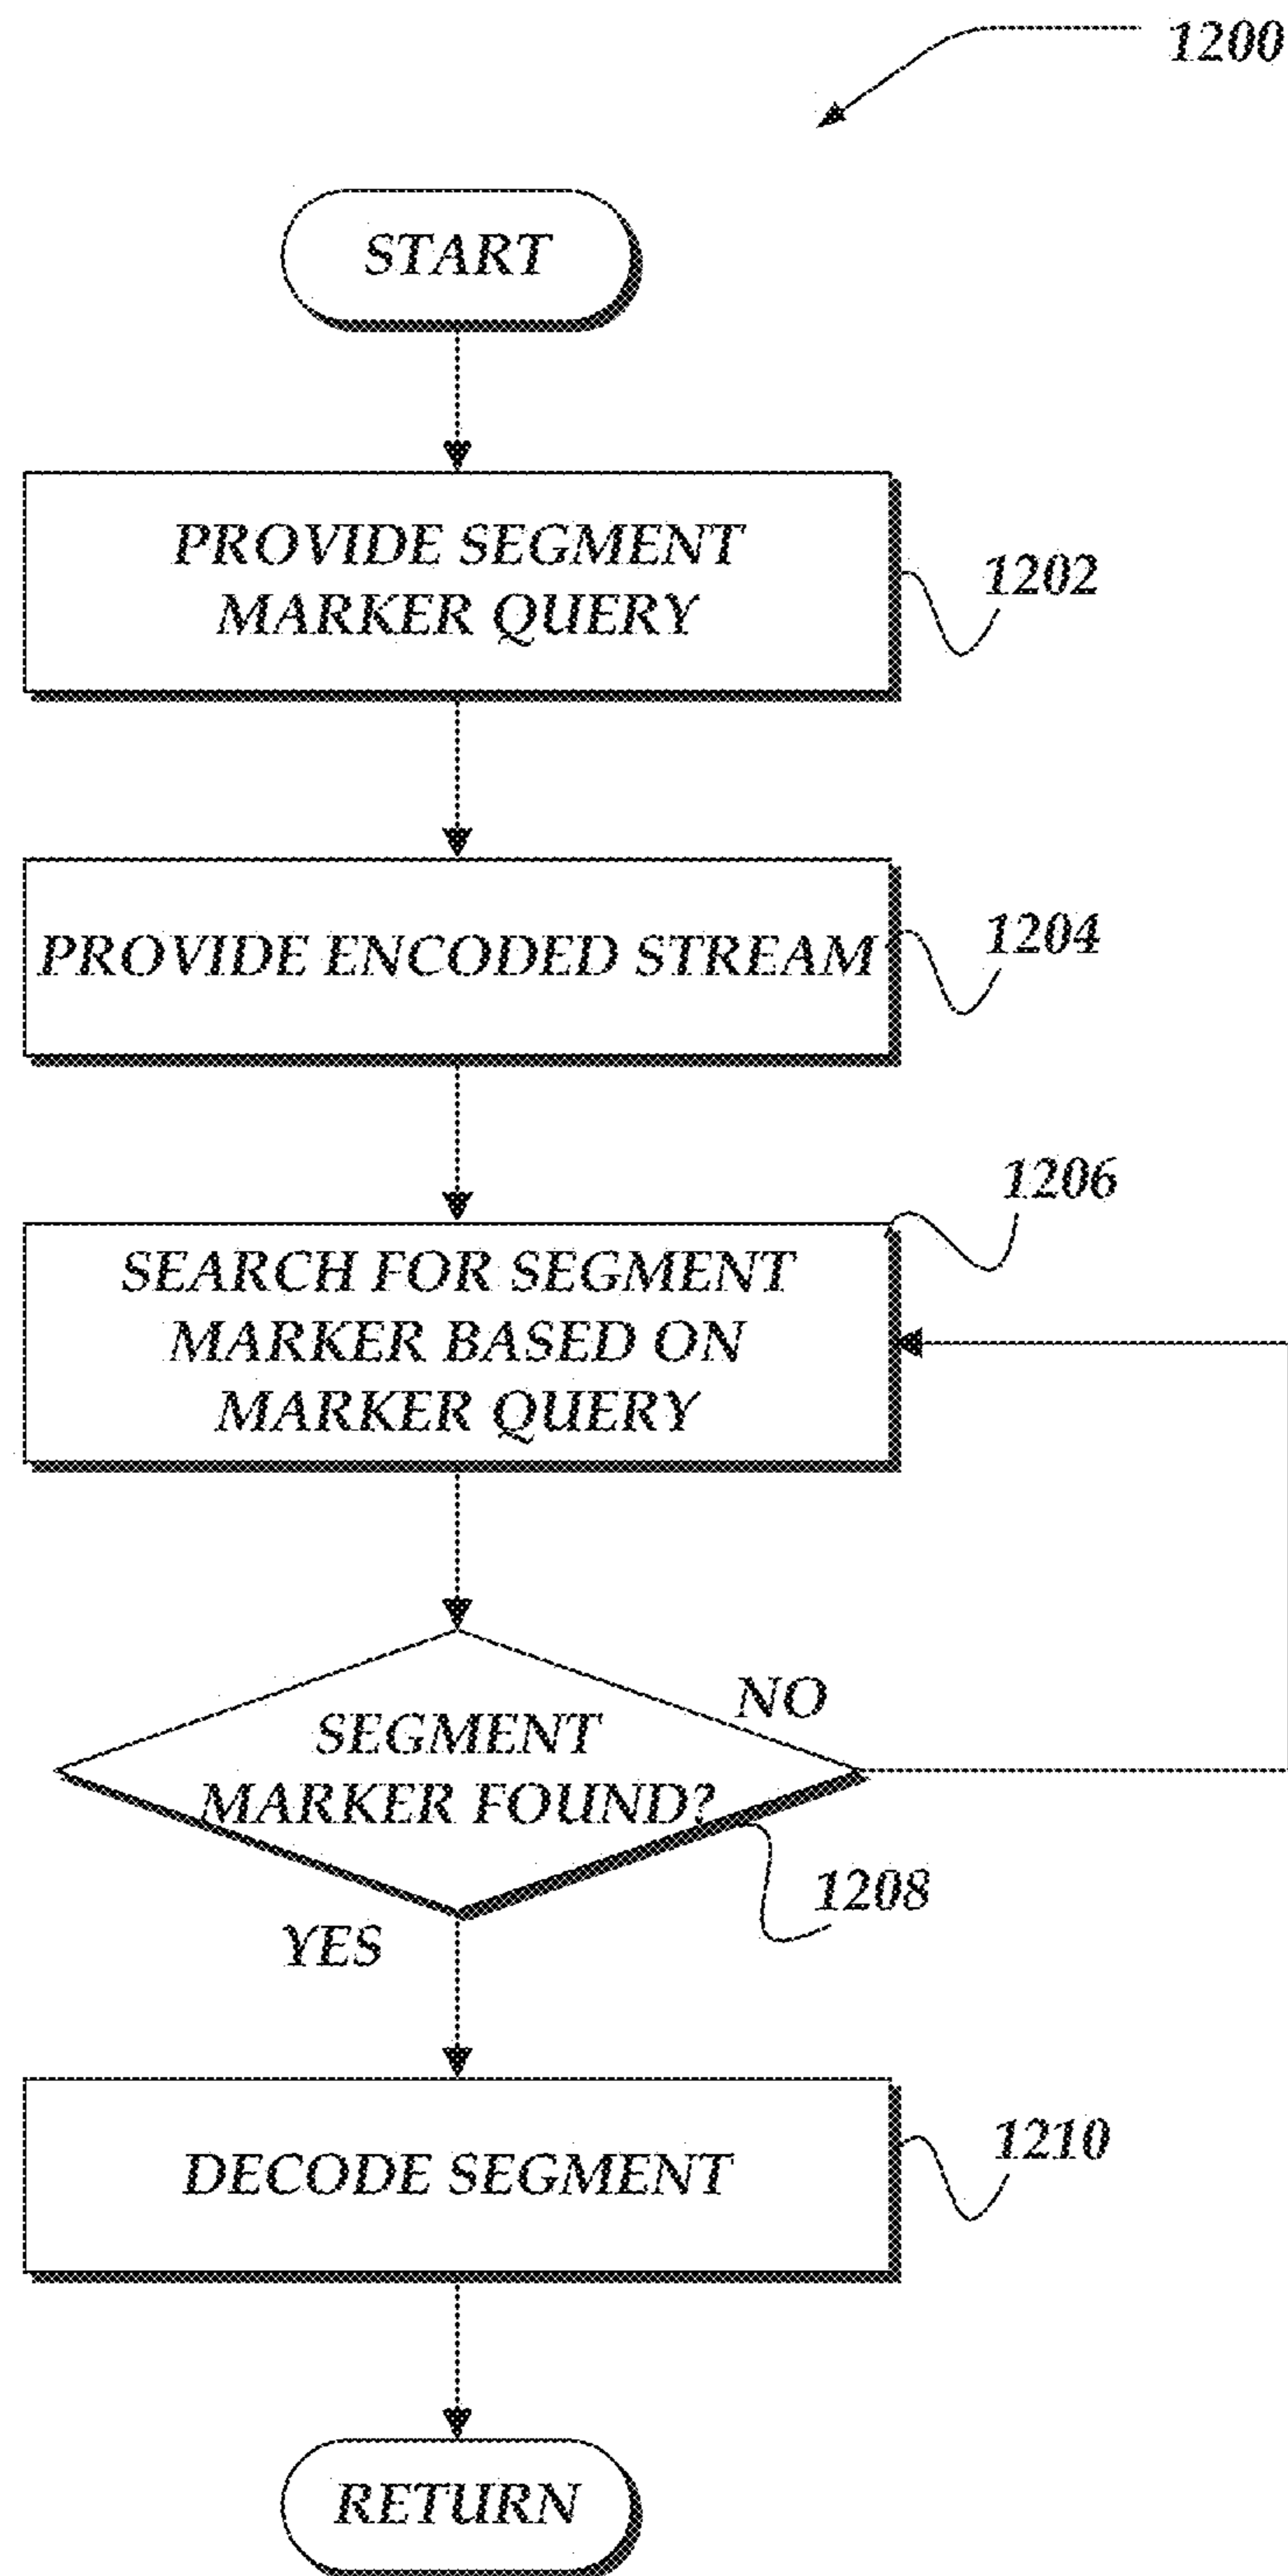 1200
START
PROVIDE SEGMENT
MARKER QUERY
1202
PROVIDE ENCODED STREAM
1204
1206
SEARCH FOR SEGMENT
MARKER BASED ON
MARKER QUERY
NO
SEGMENT
MARKER FOUND?
1208
YES
DECODE SEGMENT
1210
RETURN